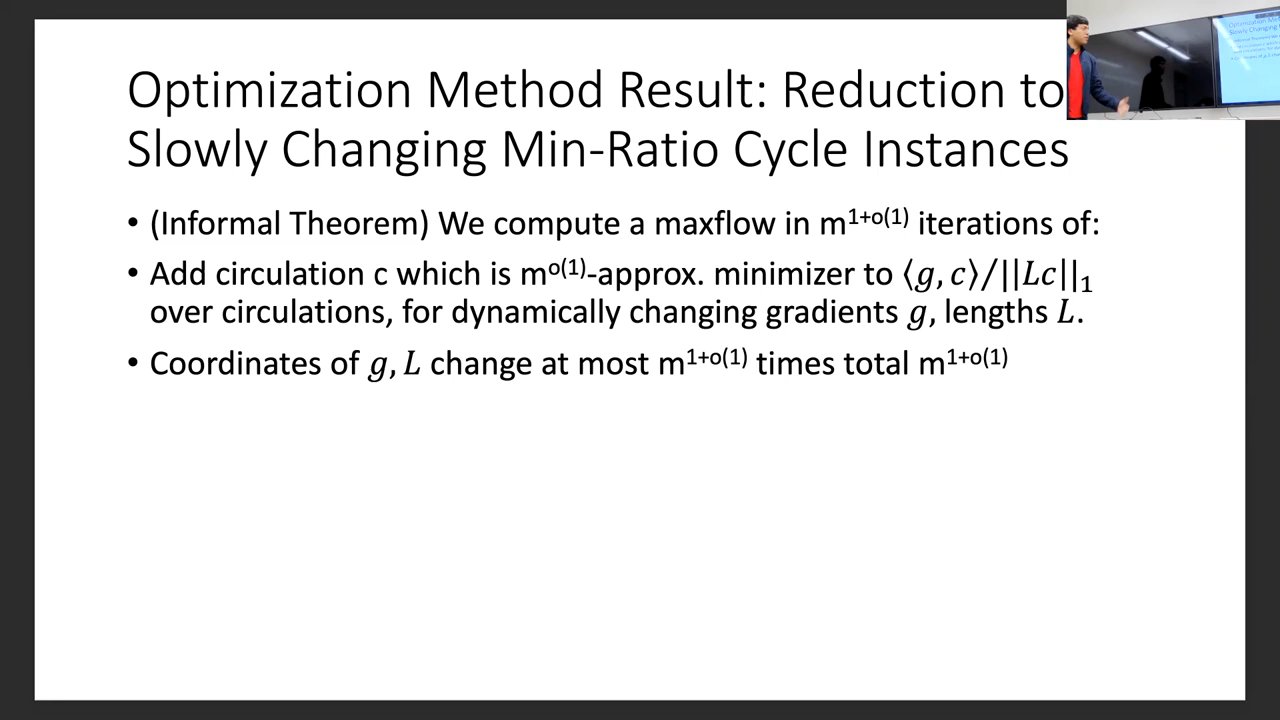 Optimization Method Result: Reduction to
Slowly Changing Min-Ratio Cycle Instances
• (Informal Theorem) We compute a maxflow in m^{1+o(1)} iterations of:
• Add circulation c which is m^{o(1)}-approx. minimizer to ⟨g, c⟩/||Lc||₁
over circulations, for dynamically changing gradients g, lengths L.
• Coordinates of g, L change at most m^{1+o(1)} times total m^{1+o(1)}